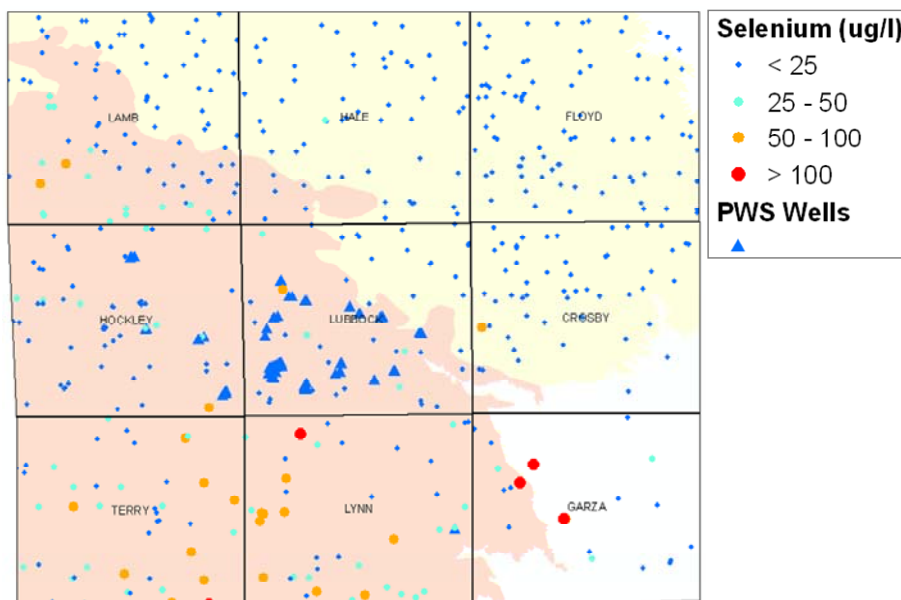 Selenium (ug/l)
< 25
25 - 50
50 - 100
> 100
PWS Wells
LAMB
HALE
FLOYD
HOCKLEY
LUBBOCK
CROSBY
TERRY
LYNN
GARZA